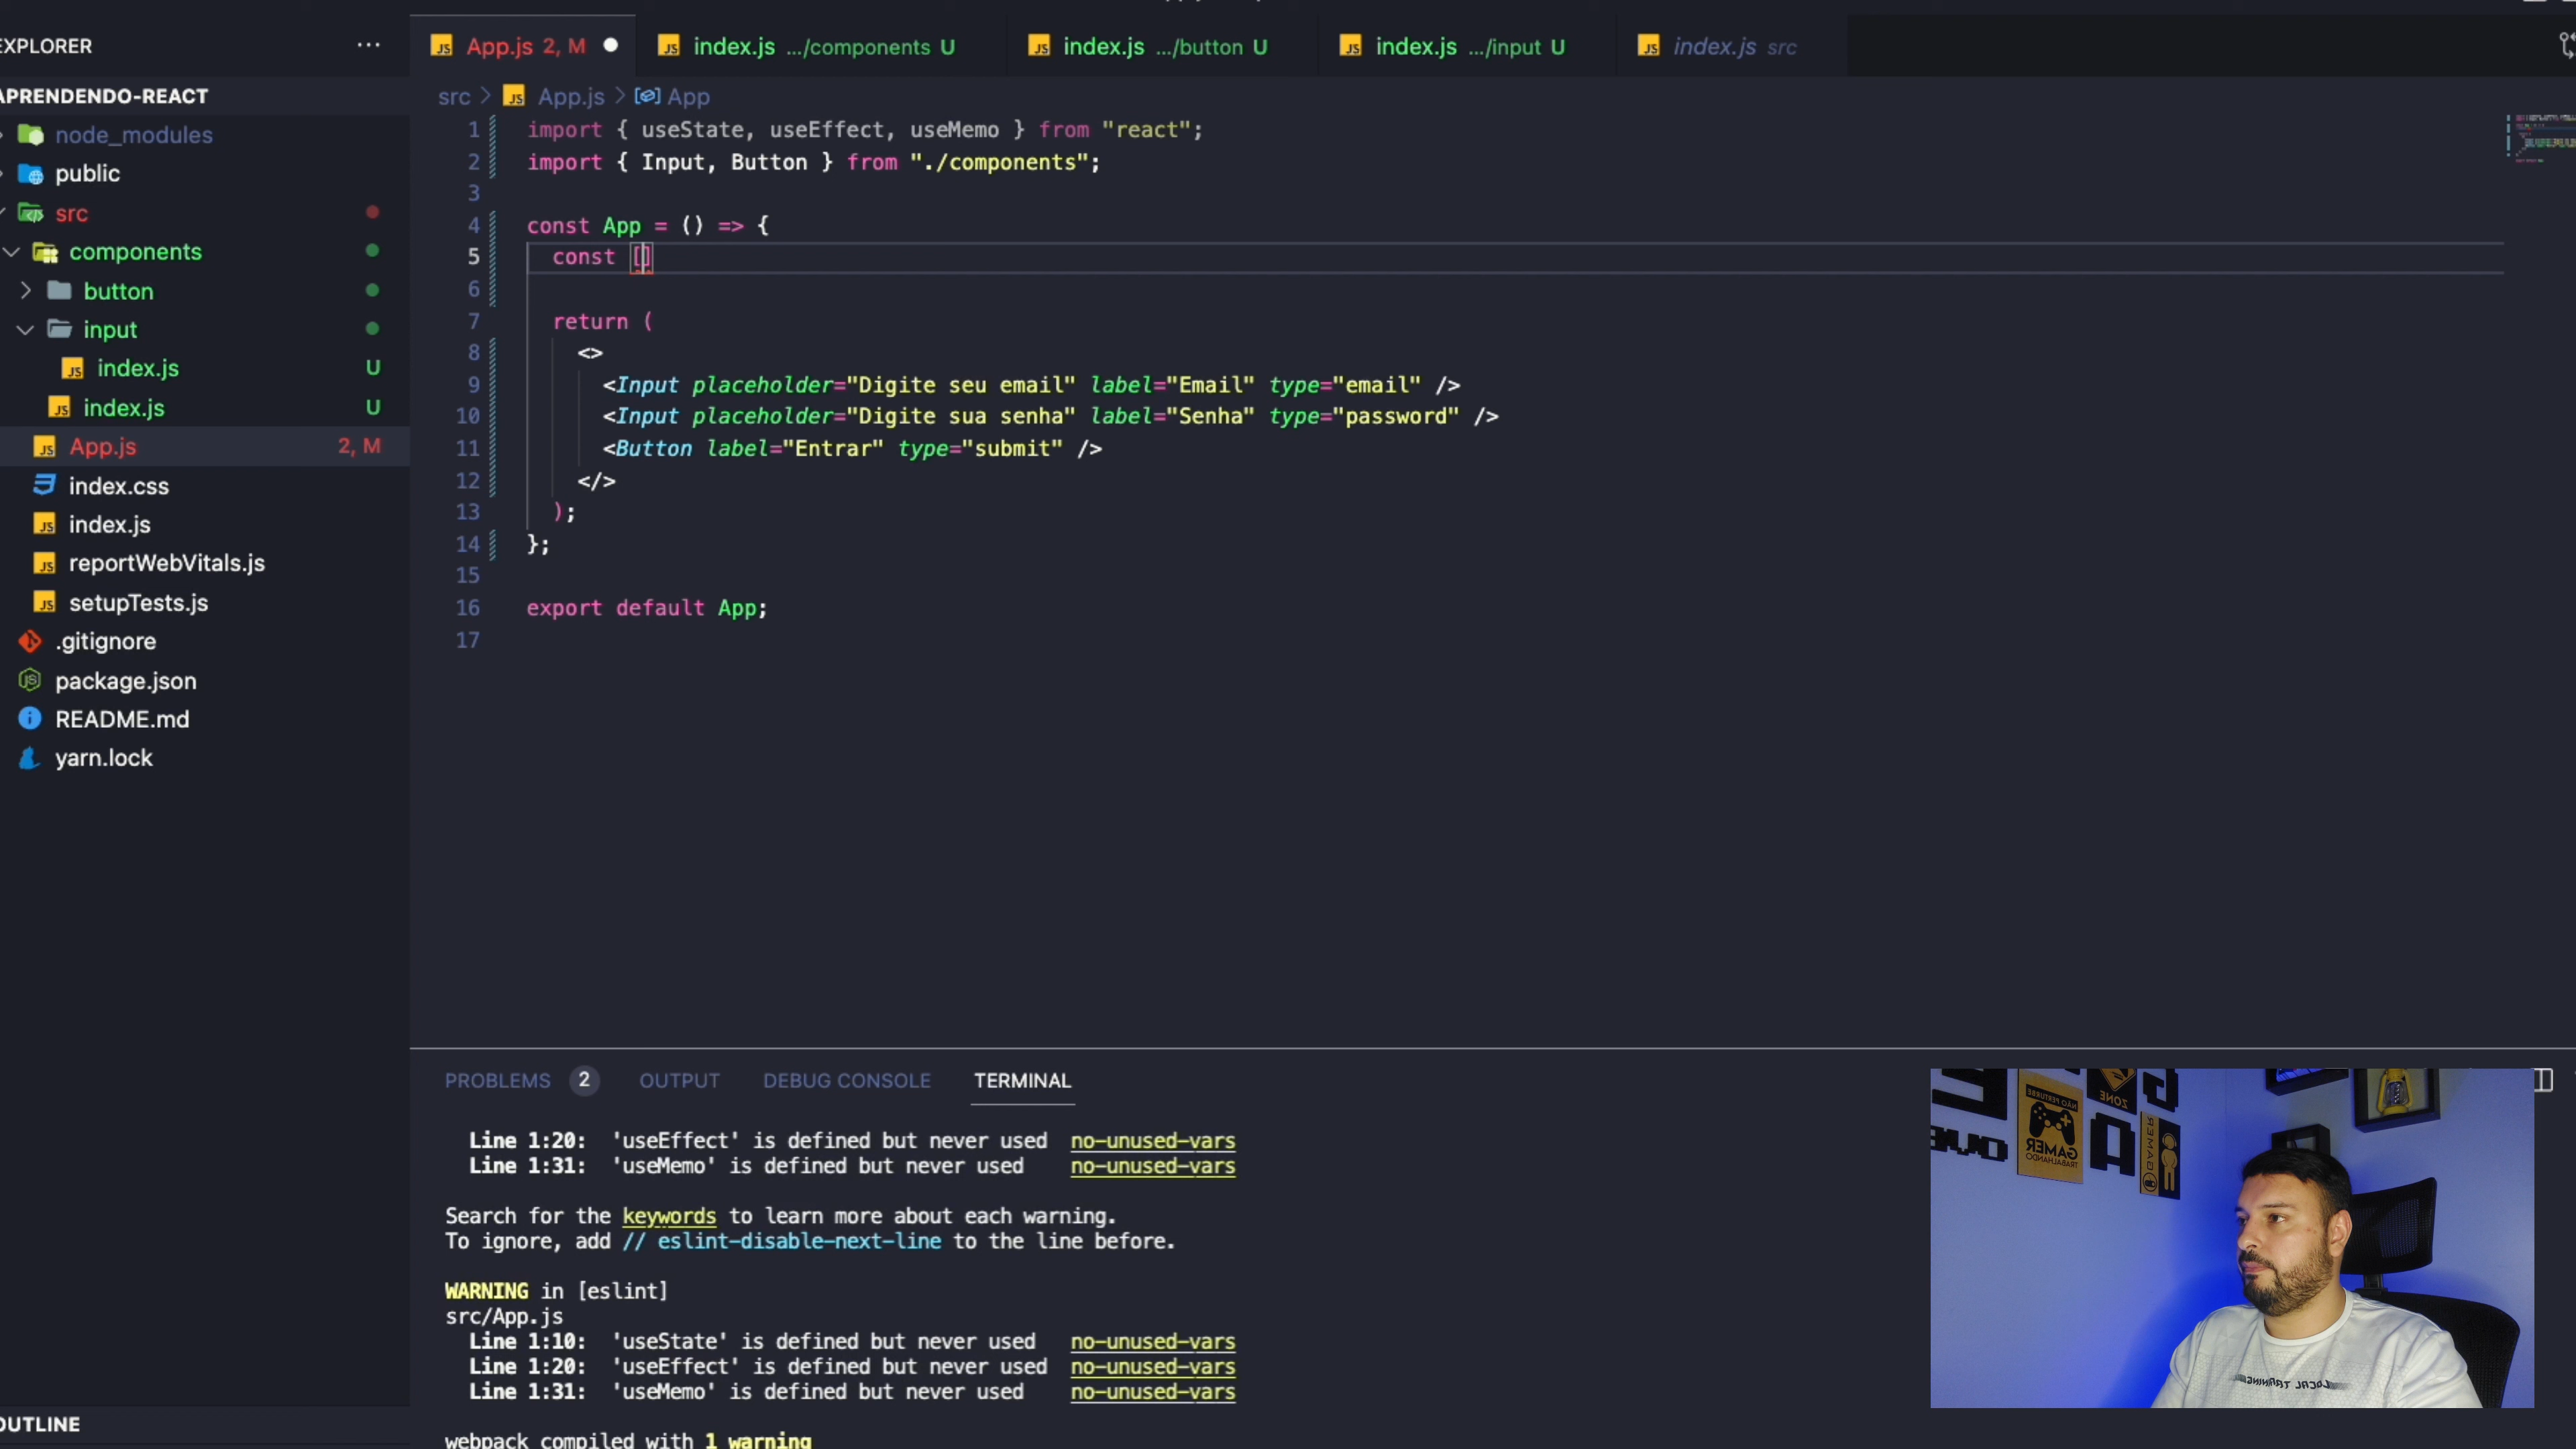 EXPLORER
APRENDENDO-REACT
node_modules
public
src
components
button
input
index.js U
index.js U
App.js 2, M
index.css
index.js
reportWebVitals.js
setupTests.js
.gitignore
package.json
README.md
yarn.lock
OUTLINE
App.js 2, M
index.js .../components U
index.js .../button U
index.js .../input U
index.js src
src > App.js > App
1 import { useState, useEffect, useMemo } from "react";
2 import { Input, Button } from "./components";
3
4 const App = () => {
5 const []
6
7 return (
8 <>
9 <Input placeholder="Digite seu email" label="Email" type="email" />
10 <Input placeholder="Digite sua senha" label="Senha" type="password" />
11 <Button label="Entrar" type="submit" />
12 </>
13 );
14 };
15
16 export default App;
17
PROBLEMS 2 OUTPUT DEBUG CONSOLE TERMINAL
Line 1:20: 'useEffect' is defined but never used no-unused-vars
Line 1:31: 'useMemo' is defined but never used no-unused-vars
Search for the keywords to learn more about each warning.
To ignore, add // eslint-disable-next-line to the line before.
WARNING in [eslint]
src/App.js
Line 1:10: 'useState' is defined but never used no-unused-vars
Line 1:20: 'useEffect' is defined but never used no-unused-vars
Line 1:31: 'useMemo' is defined but never used no-unused-vars
webpack compiled with 1 warning
NÃO PERTURBE
GAMER
TRABALHANDO
ZONE
GAMER
LOCAL TRAINING